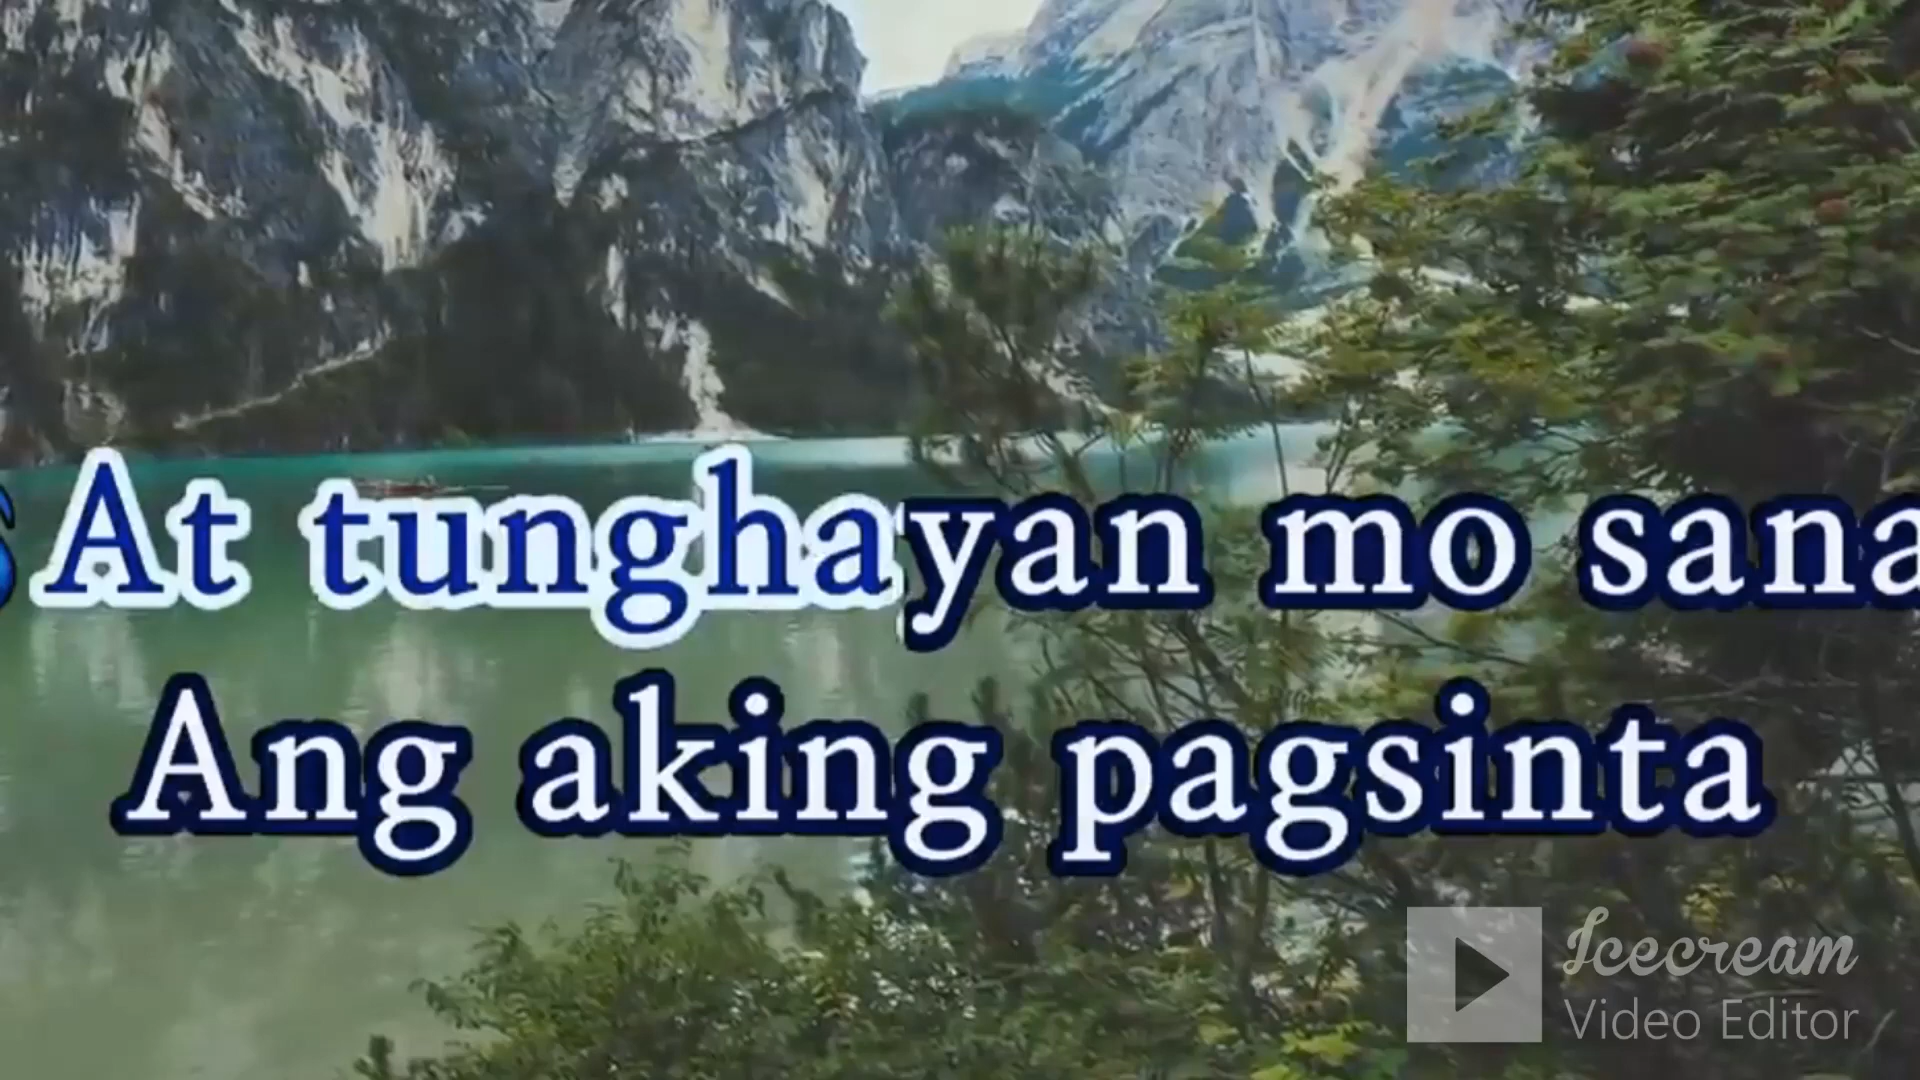 At tunghayan mo sana
Ang aking pagsinta
Icecream
Video Editor